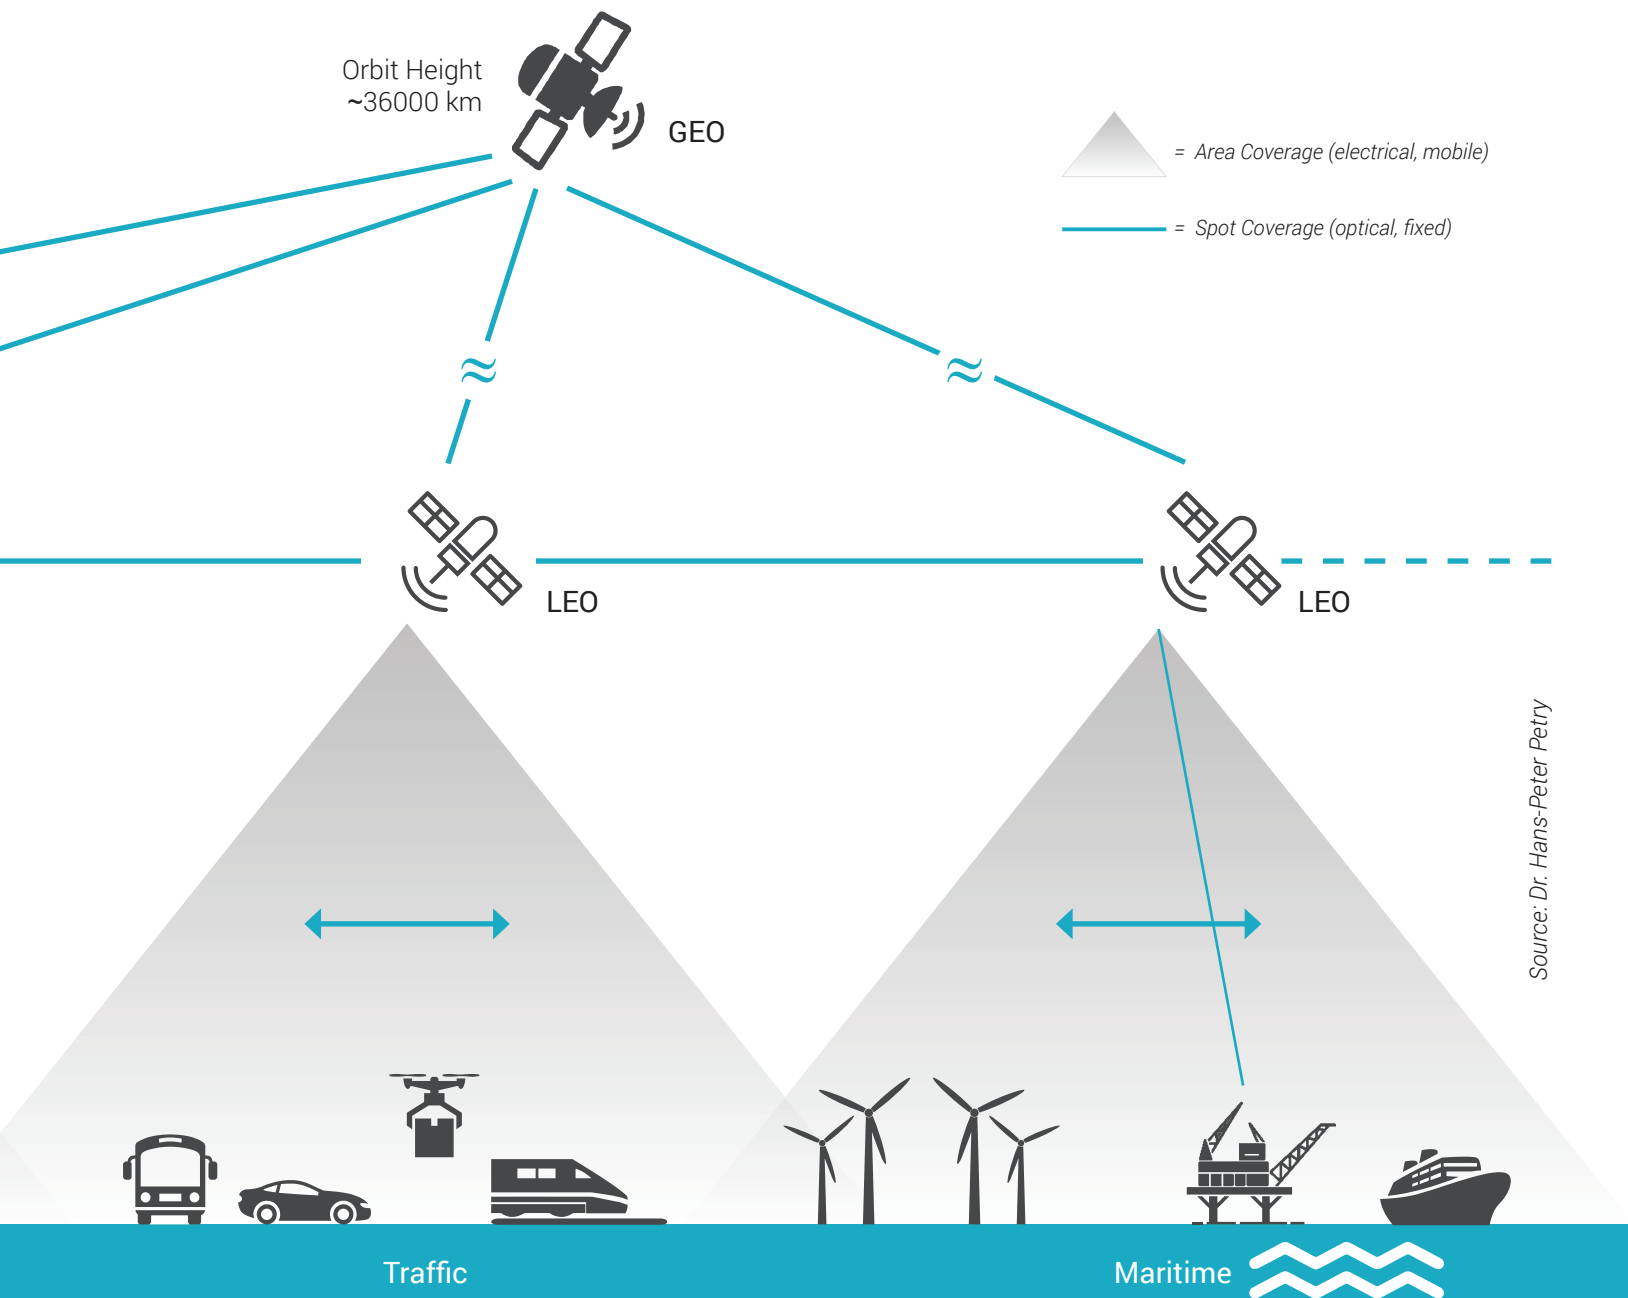 Orbit Height
~36000 km
GEO
= Area Coverage (electrical, mobile)
= Spot Coverage (optical, fixed)
≈
≈
LEO
LEO
Source: Dr. Hans-Peter Petry
Traffic
Maritime